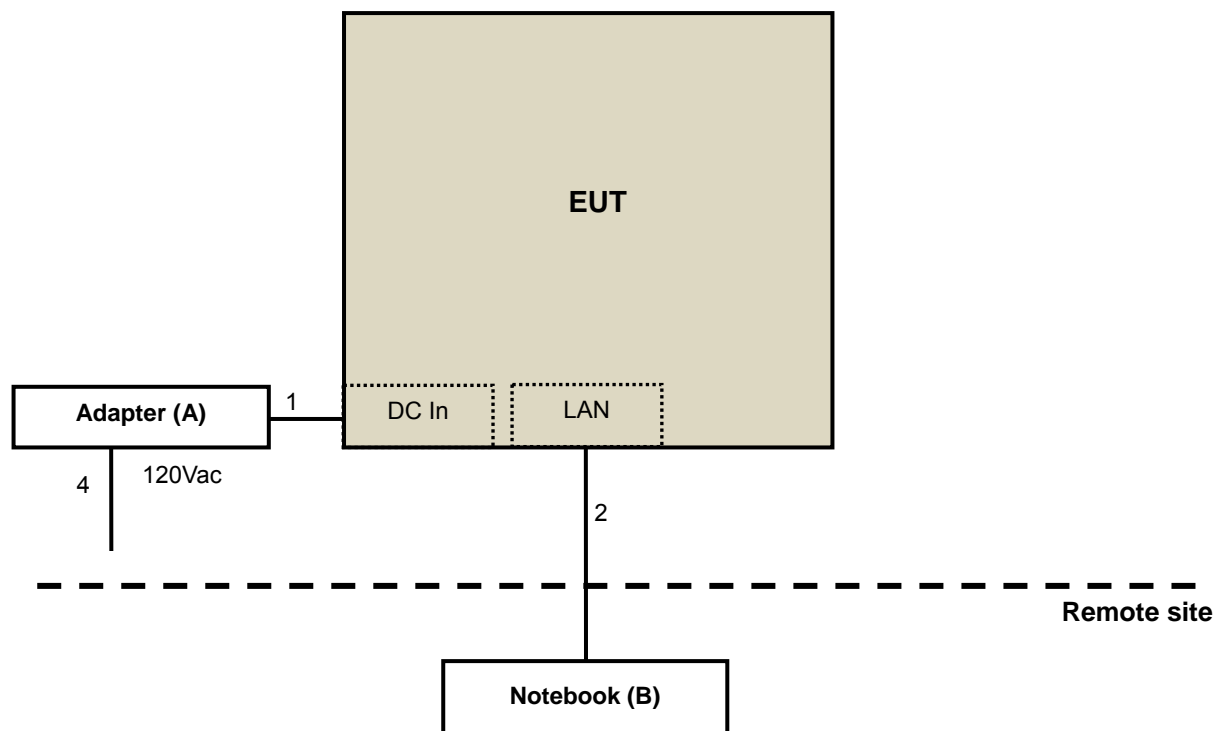 EUT
DC In
LAN
Adapter (A)
1
4
120Vac
2
Remote site
Notebook (B)